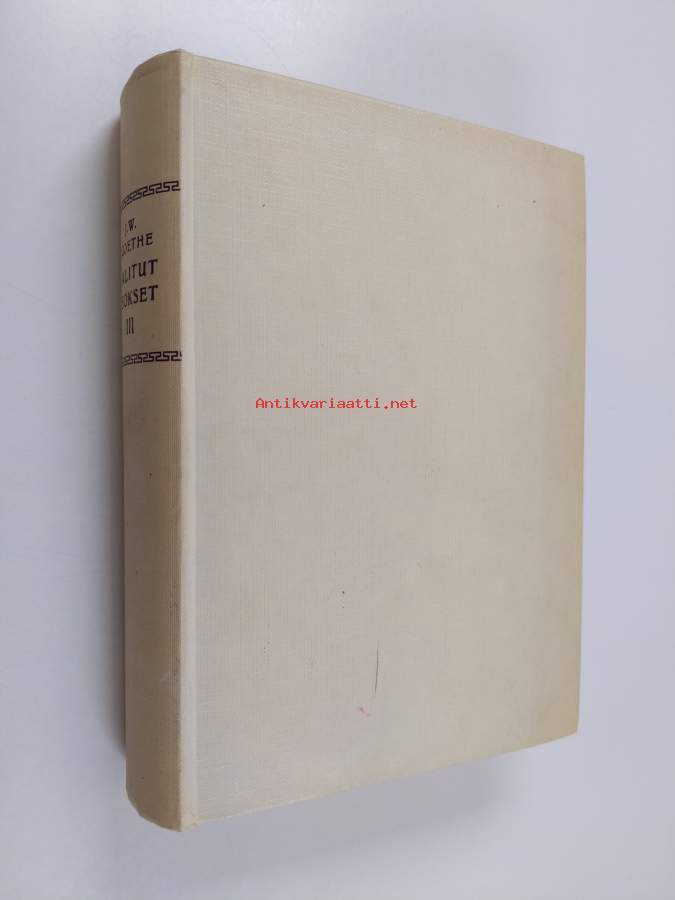 J.W.
OETHE
ALITUT
OKSET
III
Antikvariaatti.net